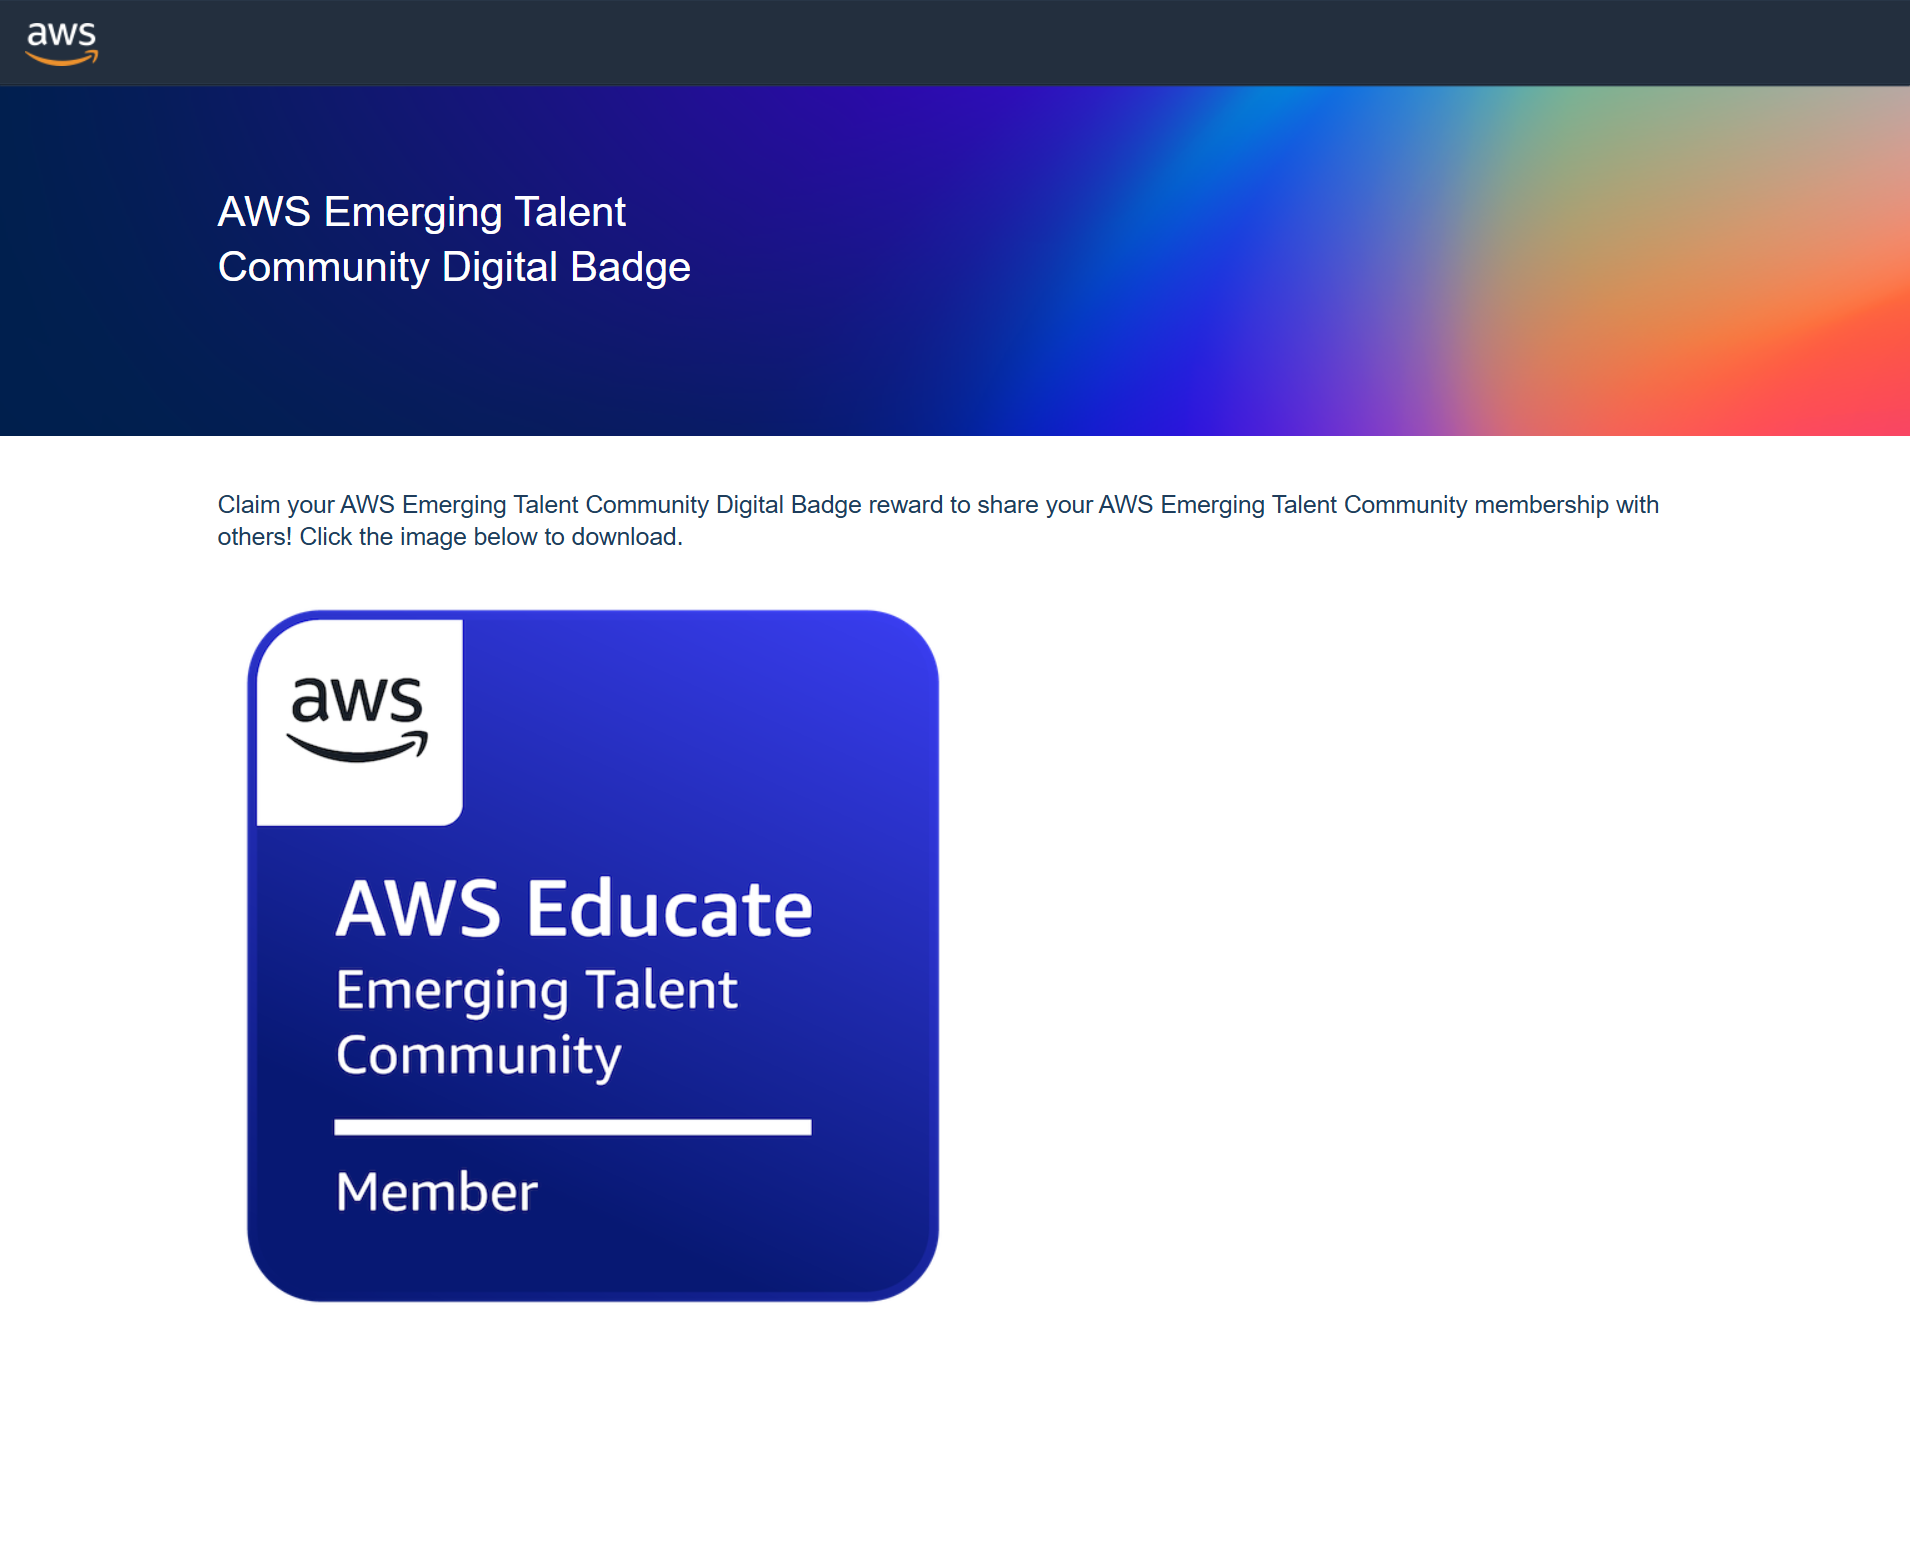 aws
AWS Emerging Talent
Community Digital Badge
Claim your AWS Emerging Talent Community Digital Badge reward to share your AWS Emerging Talent Community membership with
others! Click the image below to download.
aws
AWS Educate
Emerging Talent
Community
Member